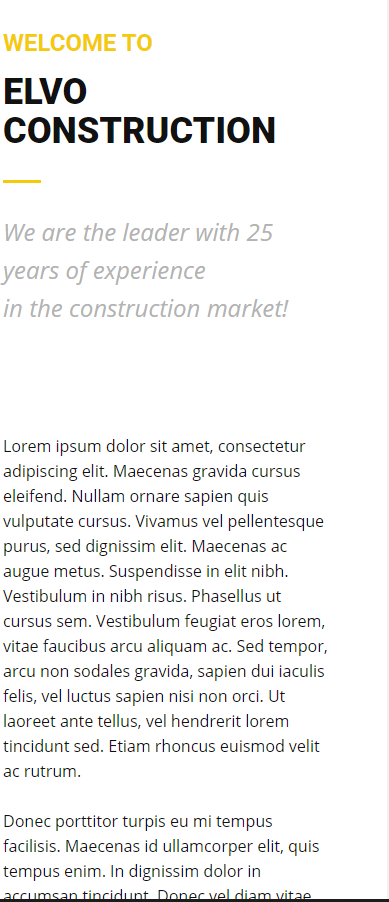 WELCOME TO
ELVO
CONSTRUCTION
We are the leader with 25
years of experience
in the construction market!
Lorem ipsum dolor sit amet, consectetur
adipiscing elit. Maecenas gravida cursus
eleifend. Nullam ornare sapien quis
vulputate cursus. Vivamus vel pellentesque
purus, sed dignissim elit. Maecenas ac
augue metus. Suspendisse in elit nibh.
Vestibulum in nibh risus. Phasellus ut
cursus sem. Vestibulum feugiat eros lorem,
vitae faucibus arcu aliquam ac. Sed tempor,
arcu non sodales gravida, sapien dui iaculis
felis, vel luctus sapien nisi non orci. Ut
laoreet ante tellus, vel hendrerit lorem
tincidunt sed. Etiam rhoncus euismod velit
ac rutrum.
Donec porttitor turpis eu mi tempus
facilisis. Maecenas id ullamcorper elit, quis
tempus enim. In dignissim dolor in
accumsan tincidunt. Donec vel diam vitae